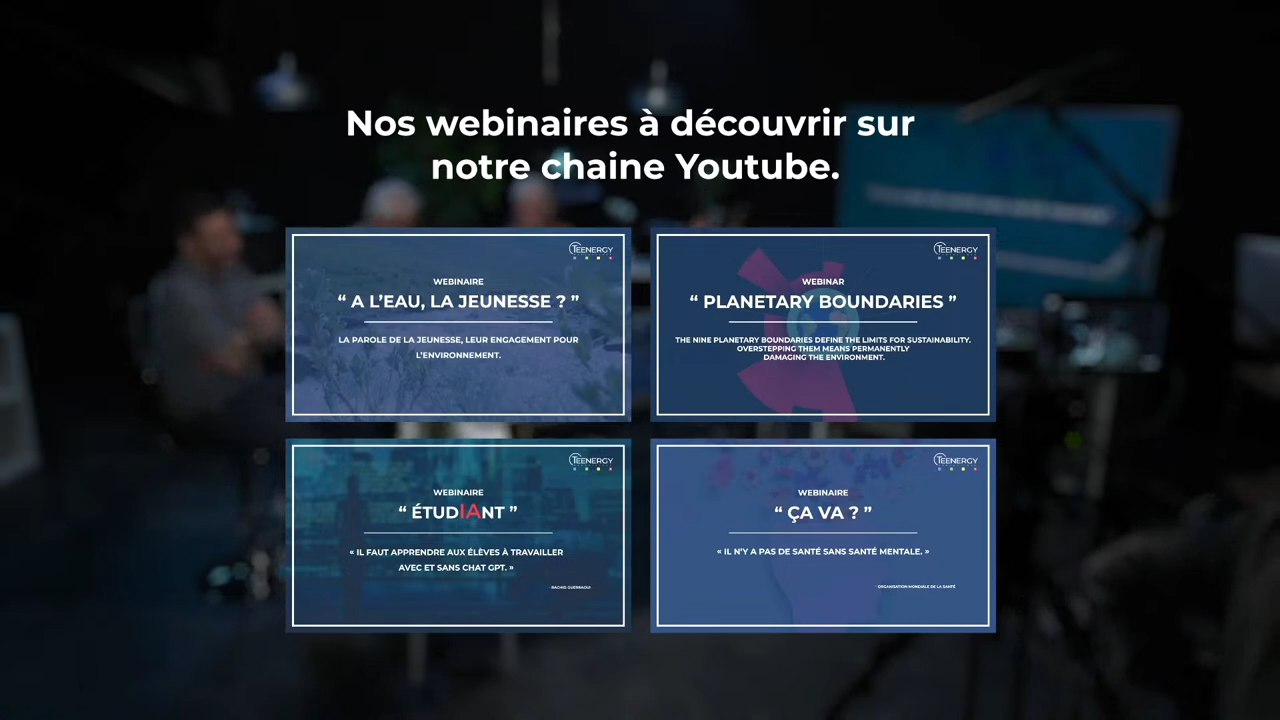 Nos webinaires à découvrir sur
notre chaine Youtube.
TEENERGY
WEBINAIRE
“ A L’EAU, LA JEUNESSE ? ”
LA PAROLE DE LA JEUNESSE, LEUR ENGAGEMENT POUR
L’ENVIRONNEMENT.
TEENERGY
WEBINAR
“ PLANETARY BOUNDARIES ”
THE NINE PLANETARY BOUNDARIES DEFINE THE LIMITS FOR SUSTAINABILITY.
OVERSTEPPING THEM MEANS PERMANENTLY
DAMAGING THE ENVIRONMENT.
TEENERGY
WEBINAIRE
“ ÉTUDIANT ”
« IL FAUT APPRENDRE AUX ÉLÈVES À TRAVAILLER
AVEC ET SANS CHAT GPT. »
- RACHID GUERRAOUI
TEENERGY
WEBINAIRE
“ ÇA VA ? ”
« IL N’Y A PAS DE SANTÉ SANS SANTÉ MENTALE. »
- ORGANISATION MONDIALE DE LA SANTÉ